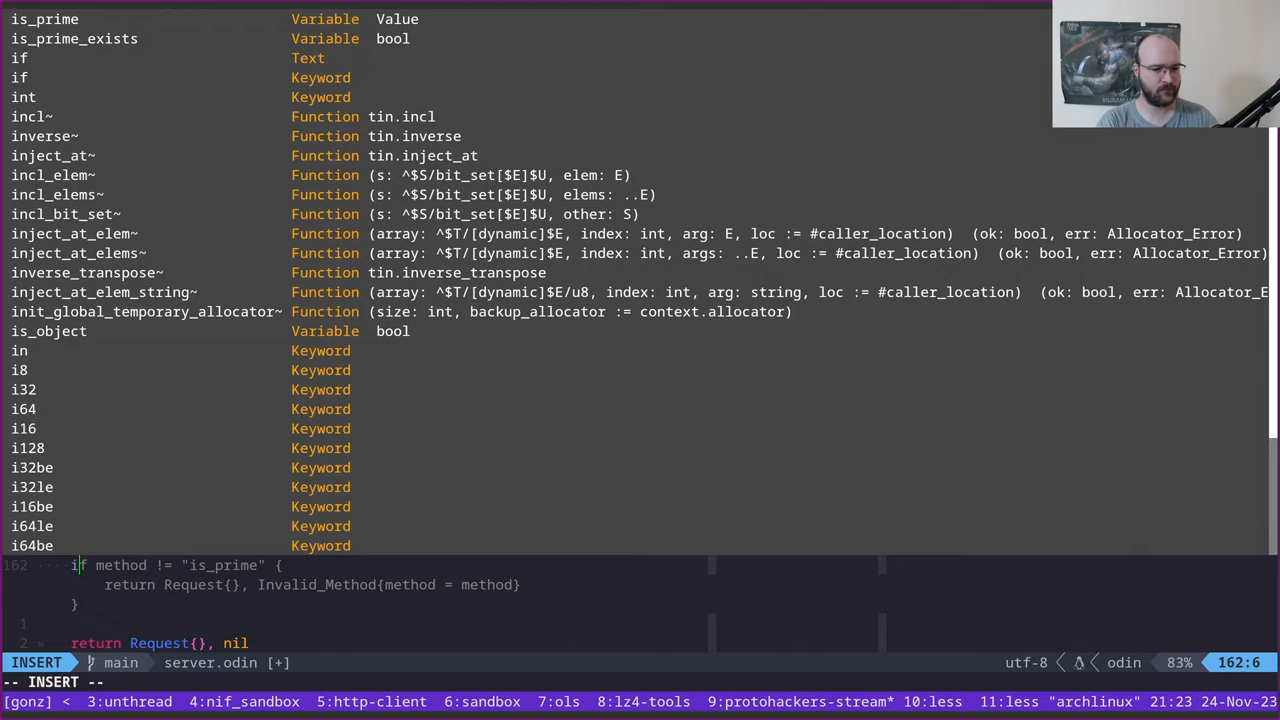 is_prime Variable Value
is_prime_exists Variable bool
if Text
if Keyword
int Keyword
incl~ Function tin.incl
inverse~ Function tin.inverse
inject_at~ Function tin.inject_at
incl_elem~ Function (s: ^$S/bit_set[$E]$U, elem: E)
incl_elems~ Function (s: ^$S/bit_set[$E]$U, elems: ..E)
incl_bit_set~ Function (s: ^$S/bit_set[$E]$U, other: S)
inject_at_elem~ Function (array: ^$T/[dynamic]$E, index: int, arg: E, loc := #caller_location) (ok: bool, err: Allocator_Error)
inject_at_elems~ Function (array: ^$T/[dynamic]$E, index: int, args: ..E, loc := #caller_location) (ok: bool, err: Allocator_Error)
inverse_transpose~ Function tin.inverse_transpose
inject_at_elem_string~ Function (array: ^$T/[dynamic]$E/u8, index: int, arg: string, loc := #caller_location) (ok: bool, err: Allocator_E
init_global_temporary_allocator~ Function (size: int, backup_allocator := context.allocator)
is_object Variable bool
in Keyword
i8 Keyword
i32 Keyword
i64 Keyword
i16 Keyword
i128 Keyword
i32be Keyword
i32le Keyword
i16be Keyword
i64le Keyword
i64be Keyword
162 ····if method != "is_prime" {
return Request{}, Invalid_Method{method = method}
}
1
2 ▹ return Request{}, nil
INSERT main server.odin [+] utf-8 odin 83% 162:6
-- INSERT --
[gonz] < 3:unthread 4:nif_sandbox 5:http-client 6:sandbox 7:ols 8:lz4-tools 9:protohackers-stream* 10:less 11:less "archlinux" 21:23 24-Nov-23